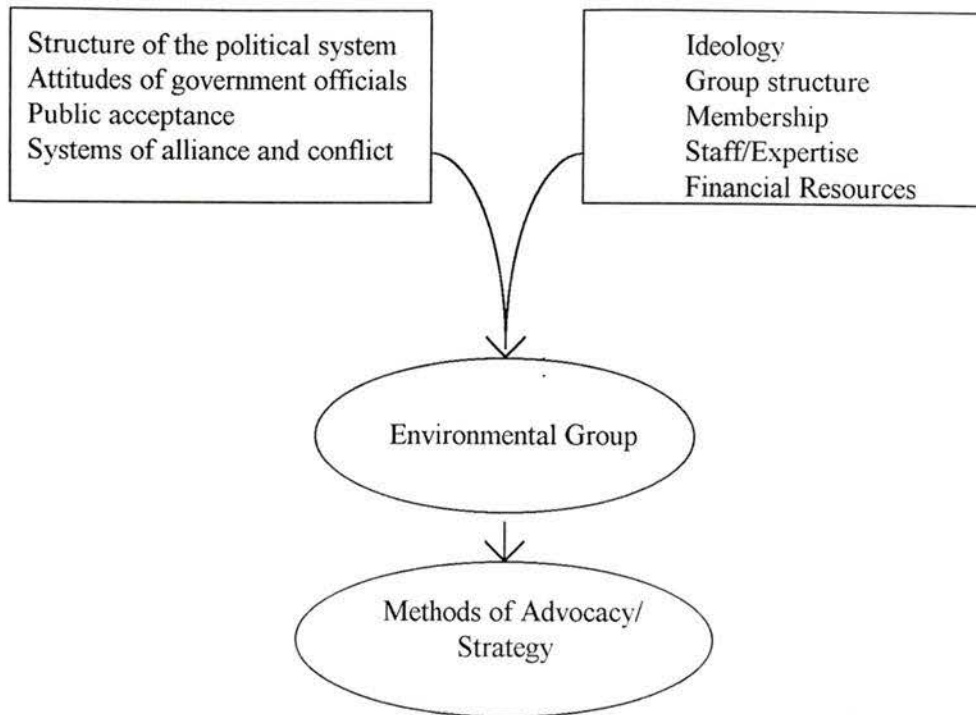 Structure of the political system
Attitudes of government officials
Public acceptance
Systems of alliance and conflict
Ideology
Group structure
Membership
Staff/Expertise
Financial Resources
Environmental Group
Methods of Advocacy/
Strategy